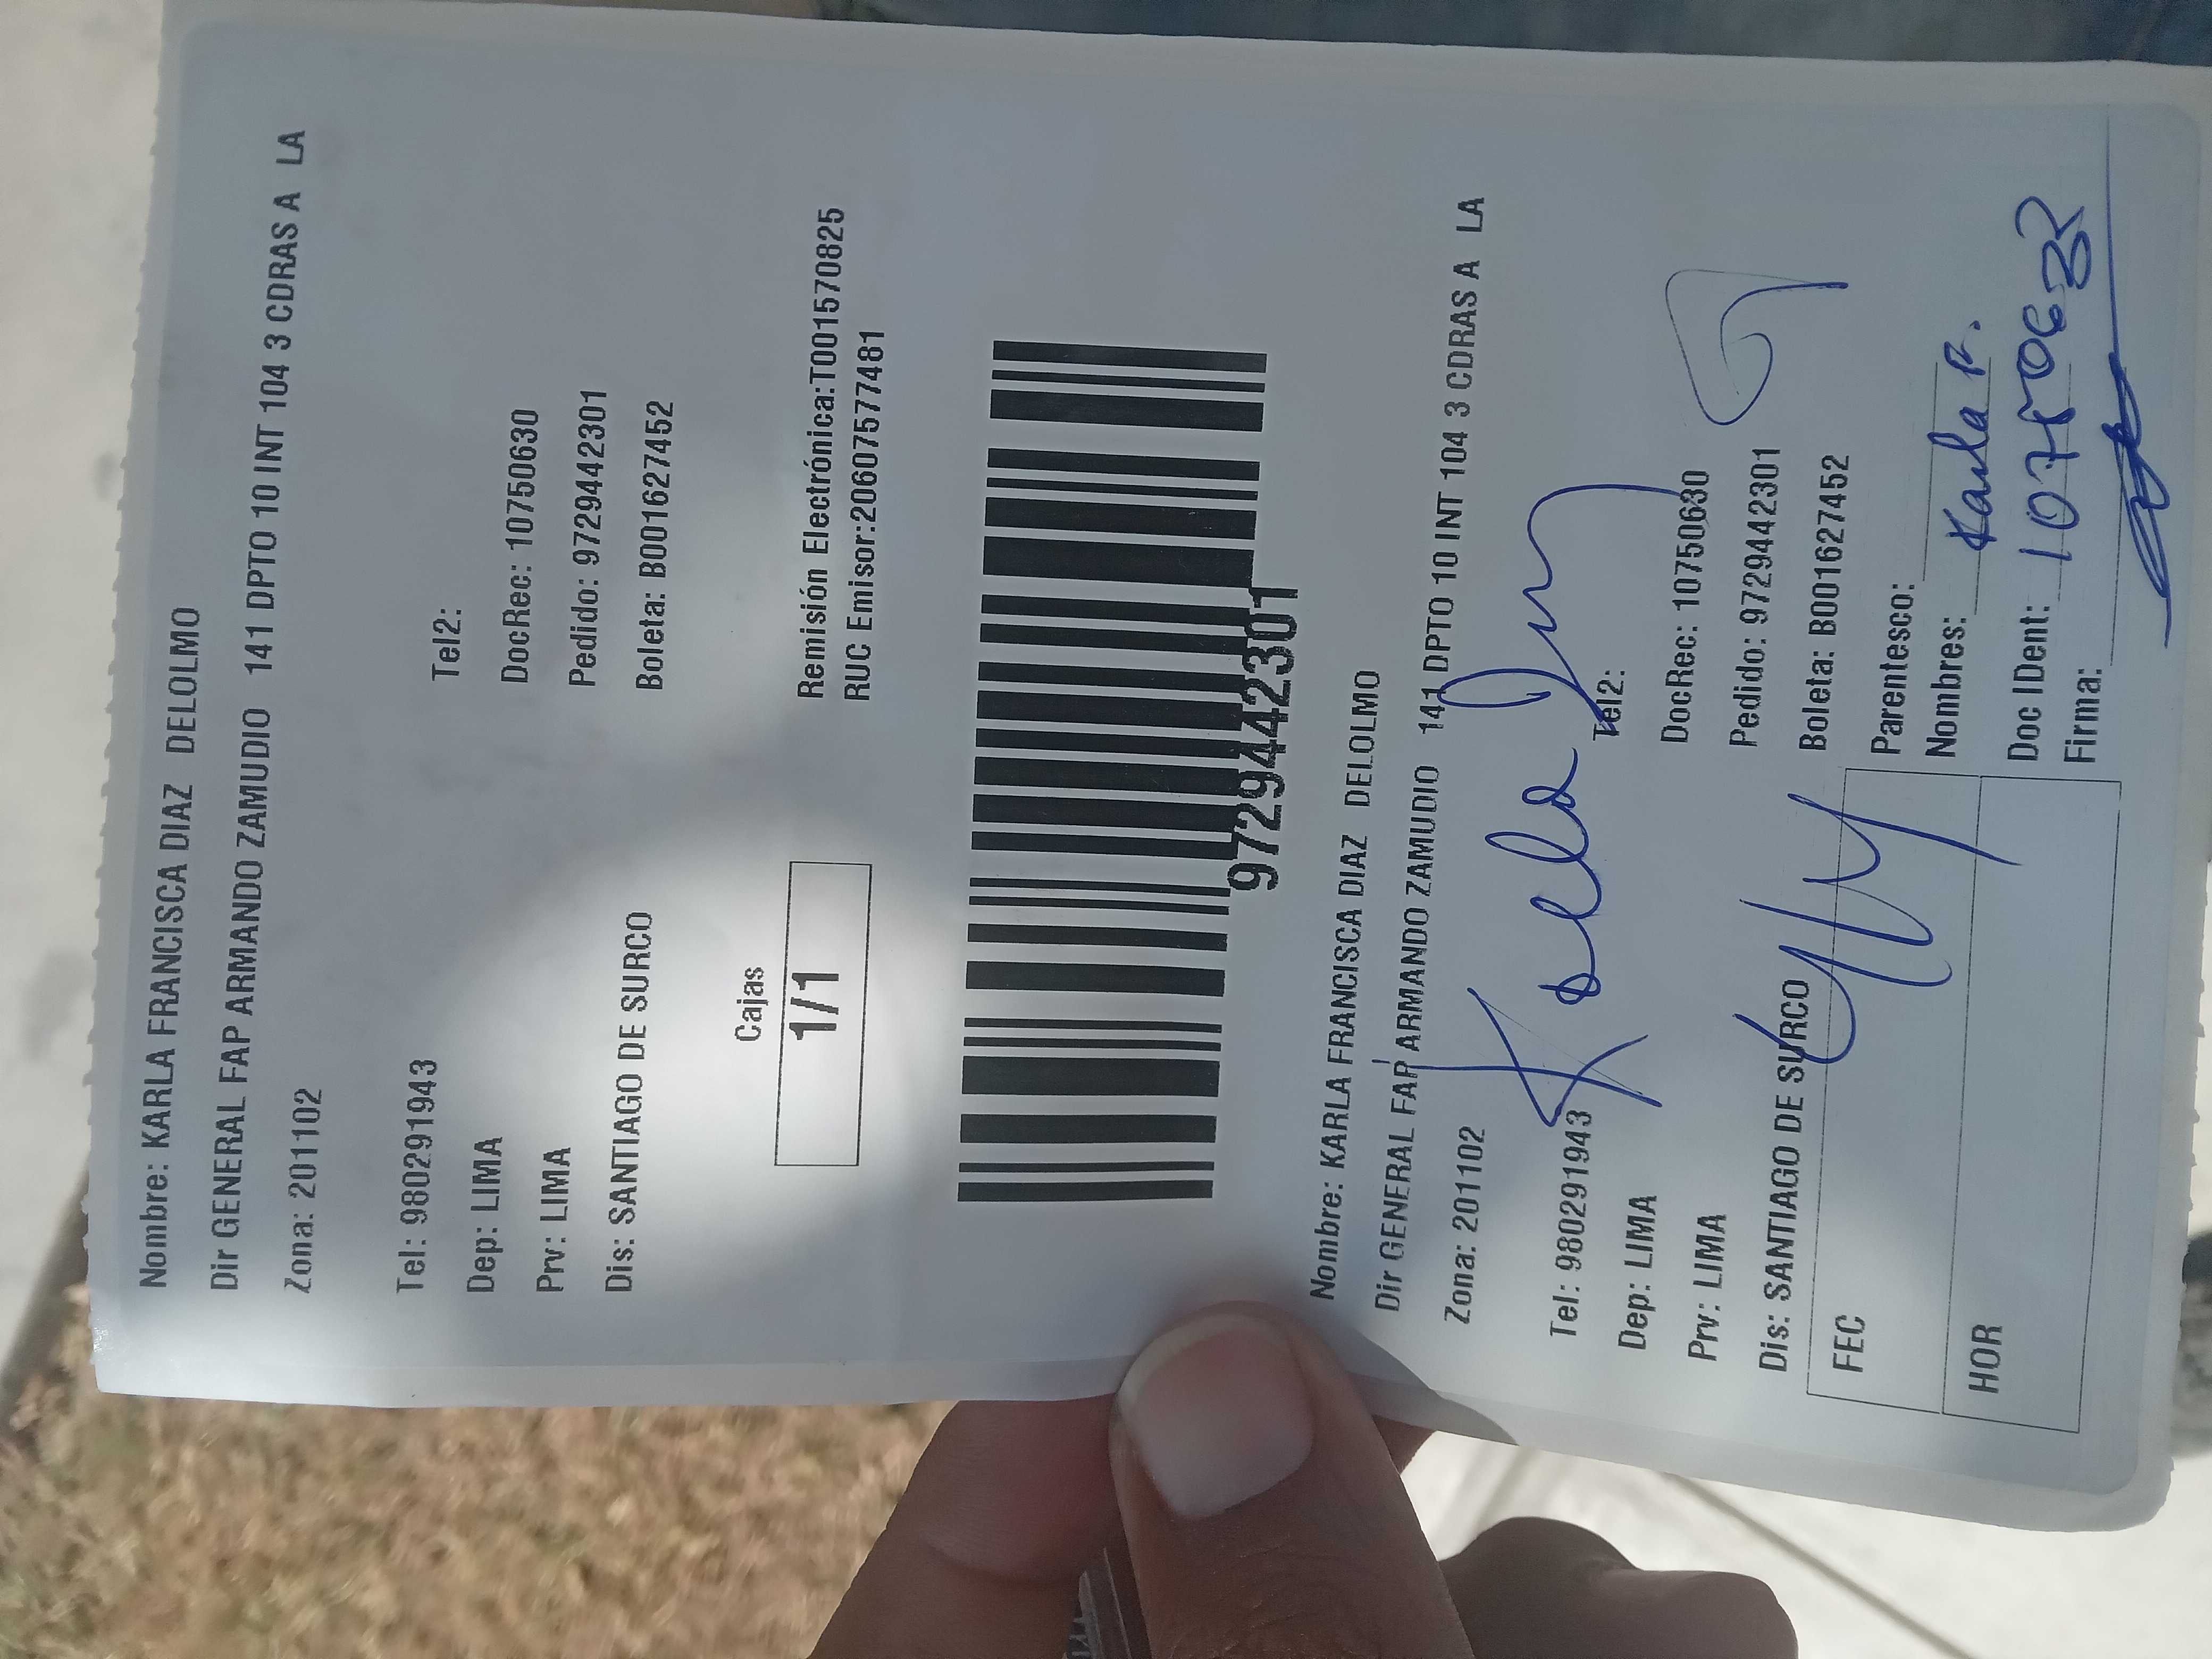 Nombre: KARLA FRANCISCA DIAZ DELOLMO
Dir GENERAL FAP ARMANDO ZAMUDIO 141 DPTO 10 INT 104 3 CDRAS A LA
Zona: 201102
Tel: 980291943 Tel2:
Dep: LIMA DocRec: 10750630
Prv: LIMA Pedido: 9729442301
Dis: SANTIAGO DE SURCO Boleta: B001627452
Cajas
1/1
Remisión Electrónica:T001570825
RUC Emisor:20607577481
9729442301
Nombre: KARLA FRANCISCA DIAZ DELOLMO
Dir GENERAL FAP ARMANDO ZAMUDIO 141 DPTO 10 INT 104 3 CDRAS A LA
Zona: 201102
Karla
Tel: 980291943 Tel2:
Dep: LIMA DocRec: 10750630
Prv: LIMA Pedido: 9729442301
Dis: SANTIAGO DE SURCO Boleta: B001627452
FEC
HOR
Parentesco:
Nombres: Karla
Doc IDent:
Firma: